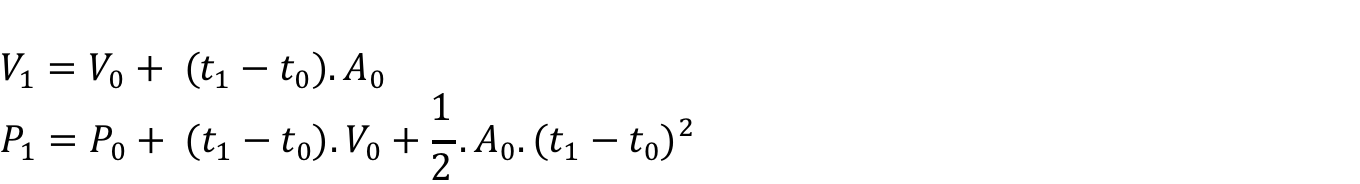 V₁ = V₀ + (t₁ − t₀). A₀
P₁ = P₀ + (t₁ − t₀). V₀ + 1/2 . A₀. (t₁ − t₀)²